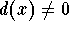 d(x) ≠ 0